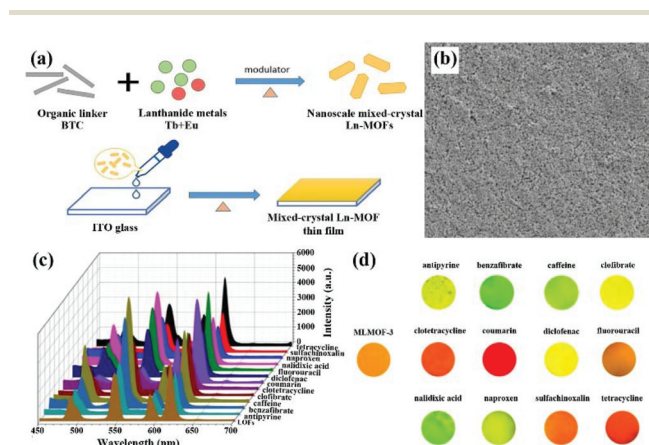 (a)
modulator
Organic linker
BTC
Lanthanide metals
Tb+Eu
Nanoscale mixed-crystal
Ln-MOFs
ITO glass
Mixed-crystal Ln-MOF
thin film
(b)
(c)
6000
5000
4000
3000
2000
1000
0
Intensity (a.u.)
tetracycline
sulfachinoxalin
naproxen
nalidixic acid
fluorouracil
diclofenac
coumarin
clotetracycline
clofibrate
caffeine
benzafibrate
antipyrine
LOFs
450 500 550 600 650 700
Wavelength (nm)
(d)
antipyrine benzafibrate caffeine clofibrate
MLMOF-3 clotetracycline coumarin diclofenac fluorouracil
nalidixic acid naproxen sulfachinoxalin tetracycline